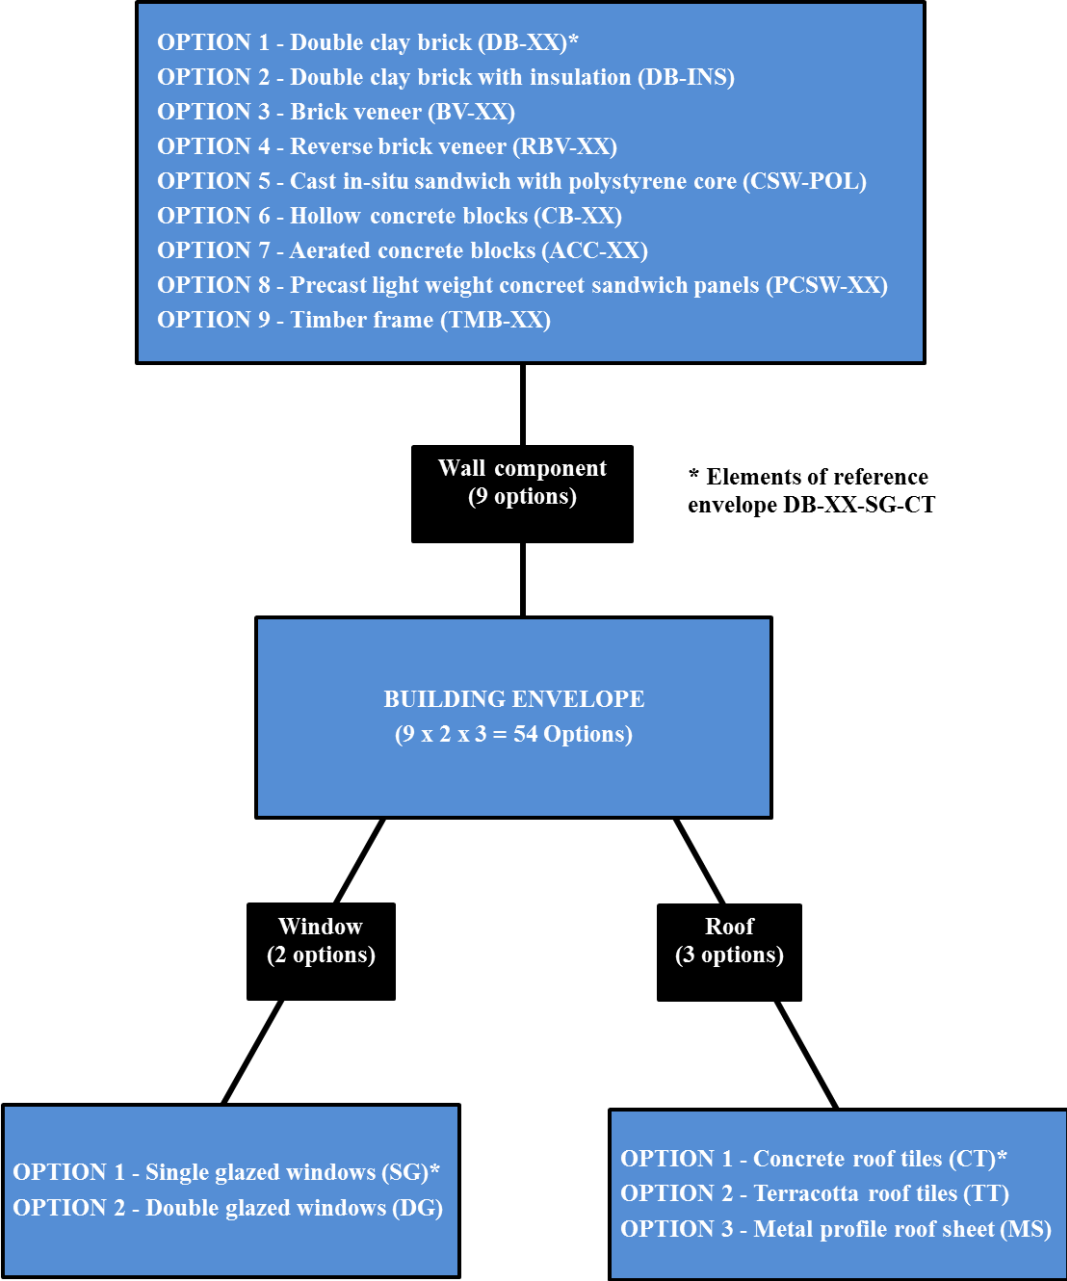 OPTION 1 - Double clay brick (DB-XX)*
OPTION 2 - Double clay brick with insulation (DB-INS)
OPTION 3 - Brick veneer (BV-XX)
OPTION 4 - Reverse brick veneer (RBV-XX)
OPTION 5 - Cast in-situ sandwich with polystyrene core (CSW-POL)
OPTION 6 - Hollow concrete blocks (CB-XX)
OPTION 7 - Aerated concrete blocks (ACC-XX)
OPTION 8 - Precast light weight concreet sandwich panels (PCSW-XX)
OPTION 9 - Timber frame (TMB-XX)
Wall component
(9 options)
* Elements of reference
envelope DB-XX-SG-CT
BUILDING ENVELOPE
(9 x 2 x 3 = 54 Options)
Window
(2 options)
Roof
(3 options)
OPTION 1 - Single glazed windows (SG)*
OPTION 2 - Double glazed windows (DG)
OPTION 1 - Concrete roof tiles (CT)*
OPTION 2 - Terracotta roof tiles (TT)
OPTION 3 - Metal profile roof sheet (MS)